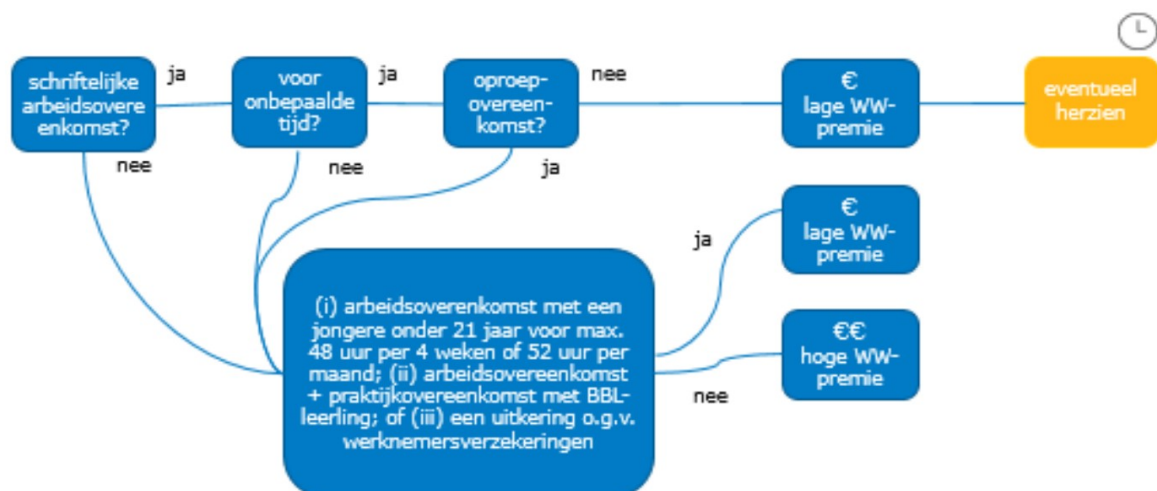 schriftelijke
arbeidsovere
enkomst?
ja
nee
voor
onbepaalde
tijd?
ja
nee
oproep-
overeen-
komst?
nee
ja
€
lage WW-
premie
eventueel
herzien
(i) arbeidsoverenkomst met een
jongere onder 21 jaar voor max.
48 uur per 4 weken of 52 uur per
maand; (ii) arbeidsovereenkomst
+ praktijkovereenkomst met BBL-
leerling; of (iii) een uitkering o.g.v.
werknemersverzekeringen
ja
€
lage WW-
premie
nee
€€
hoge WW-
premie